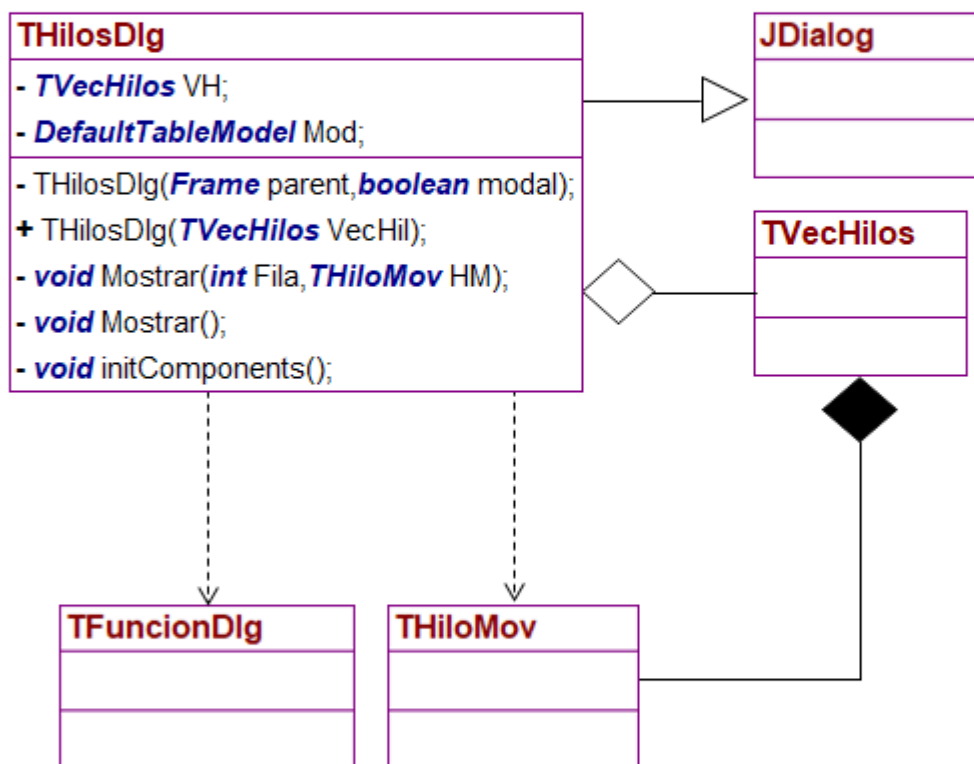 THilosDlg
- TVecHilos VH;
- DefaultTableModel Mod;
- THilosDlg(Frame parent,boolean modal);
+ THilosDlg(TVecHilos VecHil);
- void Mostrar(int Fila,THiloMov HM);
- void Mostrar();
- void initComponents();
JDialog
TVecHilos
TFuncionDlg
THiloMov